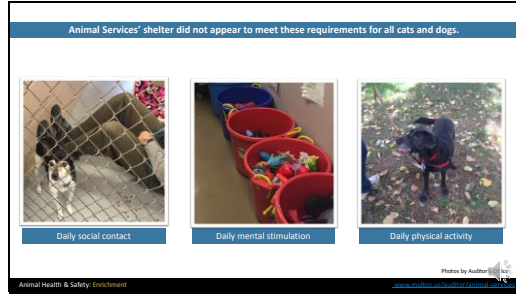 Animal Services' shelter did not appear to meet these requirements for all cats and dogs.
Daily social contact
Daily mental stimulation
Daily physical activity
Photos by Auditor's
Animal Health & Safety: Enrichment
www.multco.us/auditor/animal-services